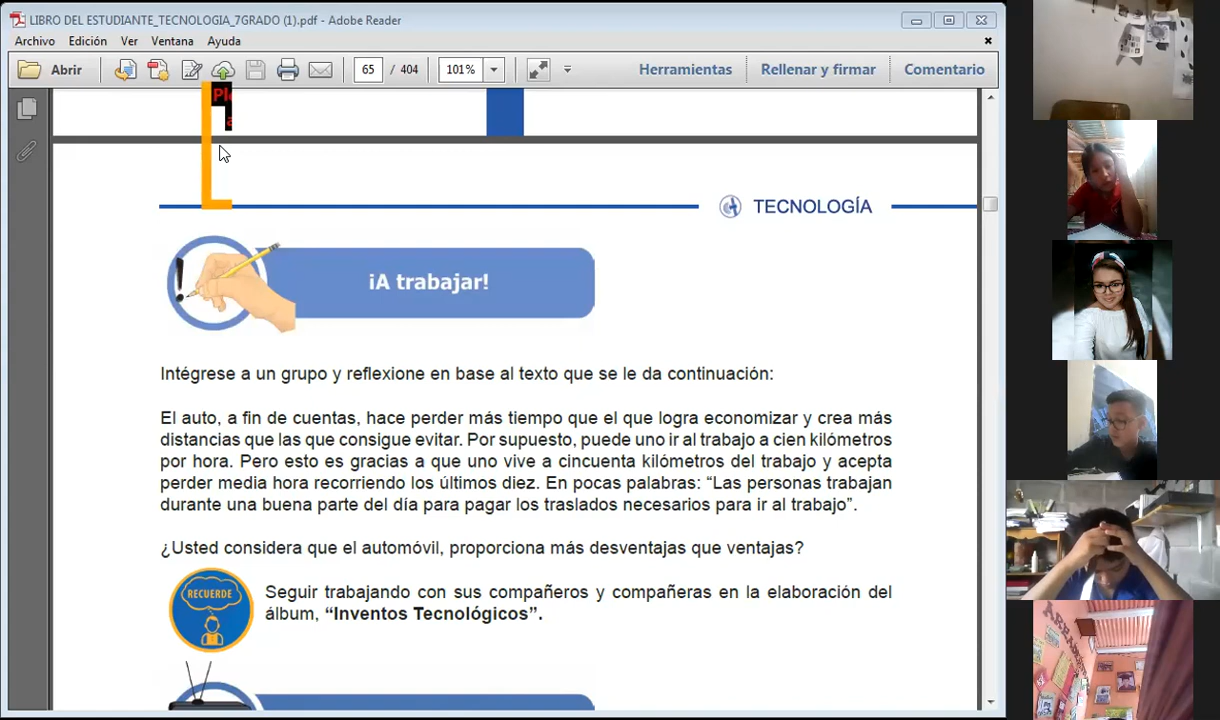 LIBRO DEL ESTUDIANTE_TECNOLOGIA_7GRADO (1).pdf - Adobe Reader
Archivo Edición Ver Ventana Ayuda
Abrir 65 / 404 101% Herramientas Rellenar y firmar Comentario
TECNOLOGÍA
¡A trabajar!
Intégrese a un grupo y reflexione en base al texto que se le da continuación:
El auto, a fin de cuentas, hace perder más tiempo que el que logra economizar y crea más
distancias que las que consigue evitar. Por supuesto, puede uno ir al trabajo a cien kilómetros
por hora. Pero esto es gracias a que uno vive a cincuenta kilómetros del trabajo y acepta
perder media hora recorriendo los últimos diez. En pocas palabras: “Las personas trabajan
durante una buena parte del día para pagar los traslados necesarios para ir al trabajo”.
¿Usted considera que el automóvil, proporciona más desventajas que ventajas?
RECUERDE
Seguir trabajando con sus compañeros y compañeras en la elaboración del
álbum, “Inventos Tecnológicos”.